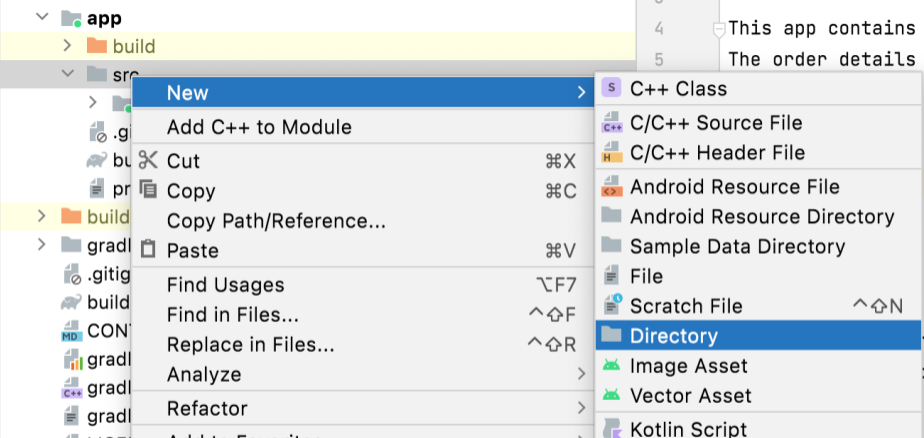 app
build
src
.gi
bu
pr
build
gradl
.gitig
build
CONT
gradl
gradl
gradl
4
5
This app contains
The order details
New
Add C++ to Module
Cut ⌘X
Copy ⌘C
Copy Path/Reference...
Paste ⌘V
Find Usages ⌥F7
Find in Files... ^⇧F
Replace in Files... ^⇧R
Analyze
Refactor
C++ Class
C/C++ Source File
C/C++ Header File
Android Resource File
Android Resource Directory
Sample Data Directory
File
Scratch File ^⇧N
Directory
Image Asset
Vector Asset
Kotlin Script